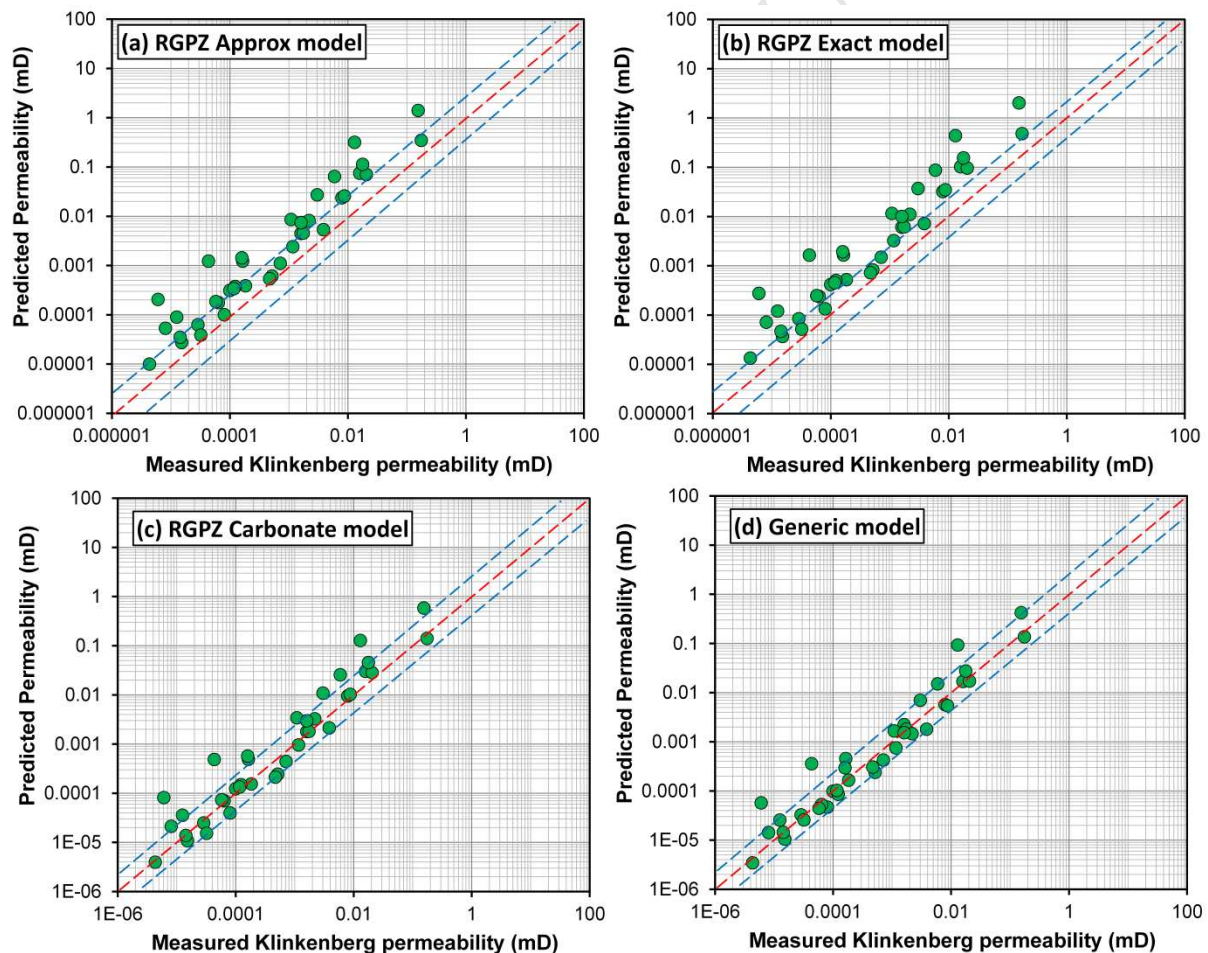 (a) RGPZ Approx model
Predicted Permeability (mD)
100
10
1
0.1
0.01
0.001
0.0001
0.00001
0.000001
0.000001
0.0001
0.01
1
100
Measured Klinkenberg permeability (mD)
(b) RGPZ Exact model
Predicted Permeability (mD)
100
10
1
0.1
0.01
0.001
0.0001
0.00001
0.000001
0.000001
0.0001
0.01
1
100
Measured Klinkenberg permeability (mD)
(c) RGPZ Carbonate model
Predicted Permeability (mD)
100
10
1
0.1
0.01
0.001
0.0001
1E-05
1E-06
1E-06
0.0001
0.01
1
100
Measured Klinkenberg permeability (mD)
(d) Generic model
Predicted Permeability (mD)
100
10
1
0.1
0.01
0.001
0.0001
1E-05
1E-06
1E-06
0.0001
0.01
1
100
Measured Klinkenberg permeability (mD)